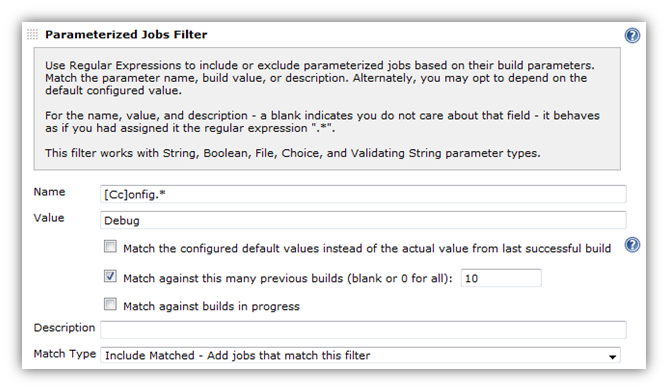 Parameterized Jobs Filter
Use Regular Expressions to include or exclude parameterized jobs based on their build parameters.
Match the parameter name, build value, or description. Alternately, you may opt to depend on the
default configured value.
For the name, value, and description - a blank indicates you do not care about that field - it behaves
as if you had assigned it the regular expression ".*".
This filter works with String, Boolean, File, Choice, and Validating String parameter types.
Name [Cc]onfig.*
Value Debug
Match the configured default values instead of the actual value from last successful build
Match against this many previous builds (blank or 0 for all): 10
Match against builds in progress
Description
Match Type Include Matched - Add jobs that match this filter